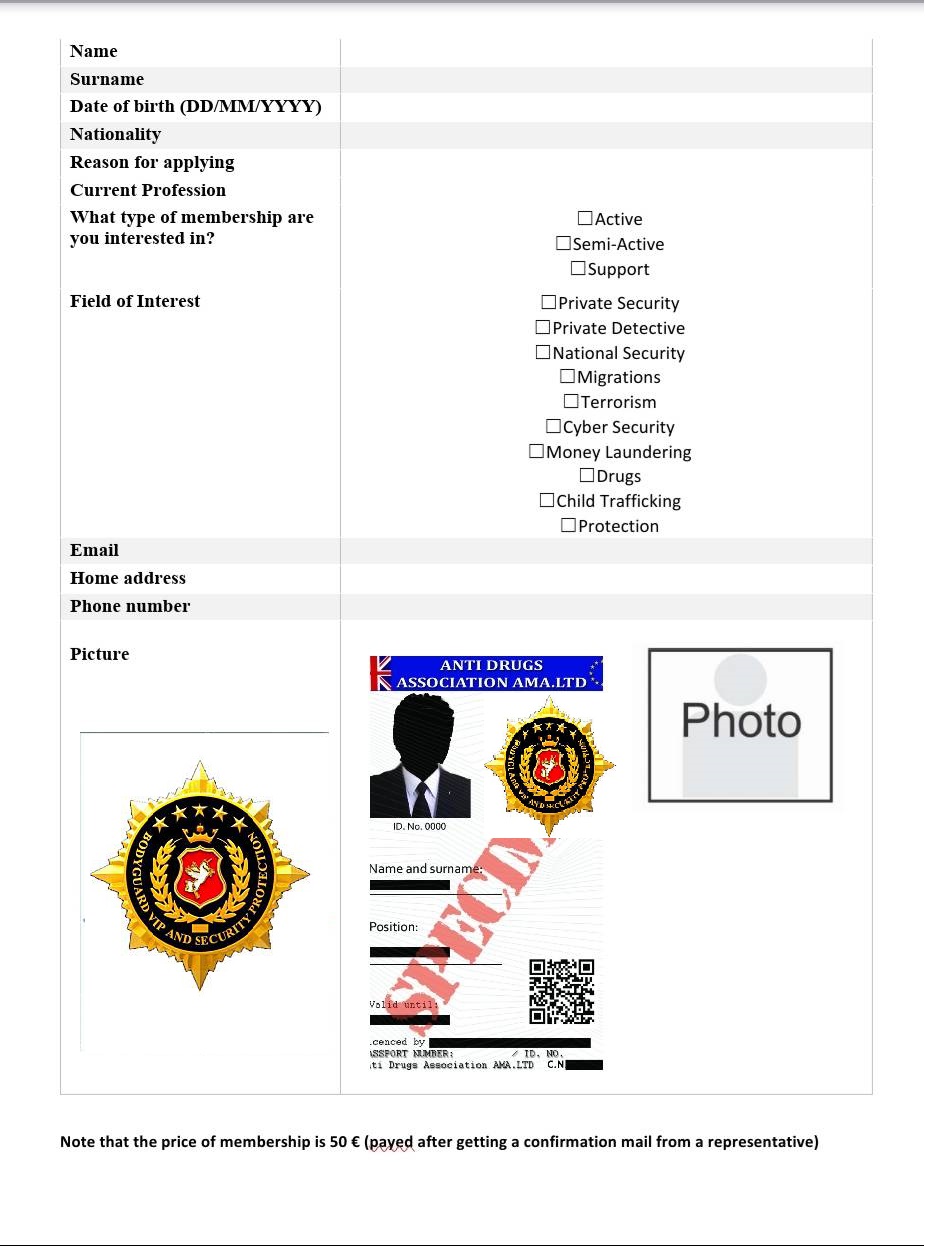 Name
Surname
Date of birth (DD/MM/YYYY)
Nationality
Reason for applying
Current Profession
What type of membership are
you interested in?
☐Active
☐Semi-Active
☐Support
Field of Interest
☐Private Security
☐Private Detective
☐National Security
☐Migrations
☐Terrorism
☐Cyber Security
☐Money Laundering
☐Drugs
☐Child Trafficking
☐Protection
Email
Home address
Phone number
Picture
BODYGUARD VIP AND SECURITY PROTECTION
ANTI DRUGS
ASSOCIATION AMA.LTD
BODYGUARD VIP AND SECURITY PROTECTION
ID. No. 0000
SPECIM
Name and surname:
Position:
Valid until:
cenced by
ASSPORT NUMBER: / ID. NO.
ti Drugs Association AMA.LTD C.N
Photo
Note that the price of membership is 50 € (payed after getting a confirmation mail from a representative)